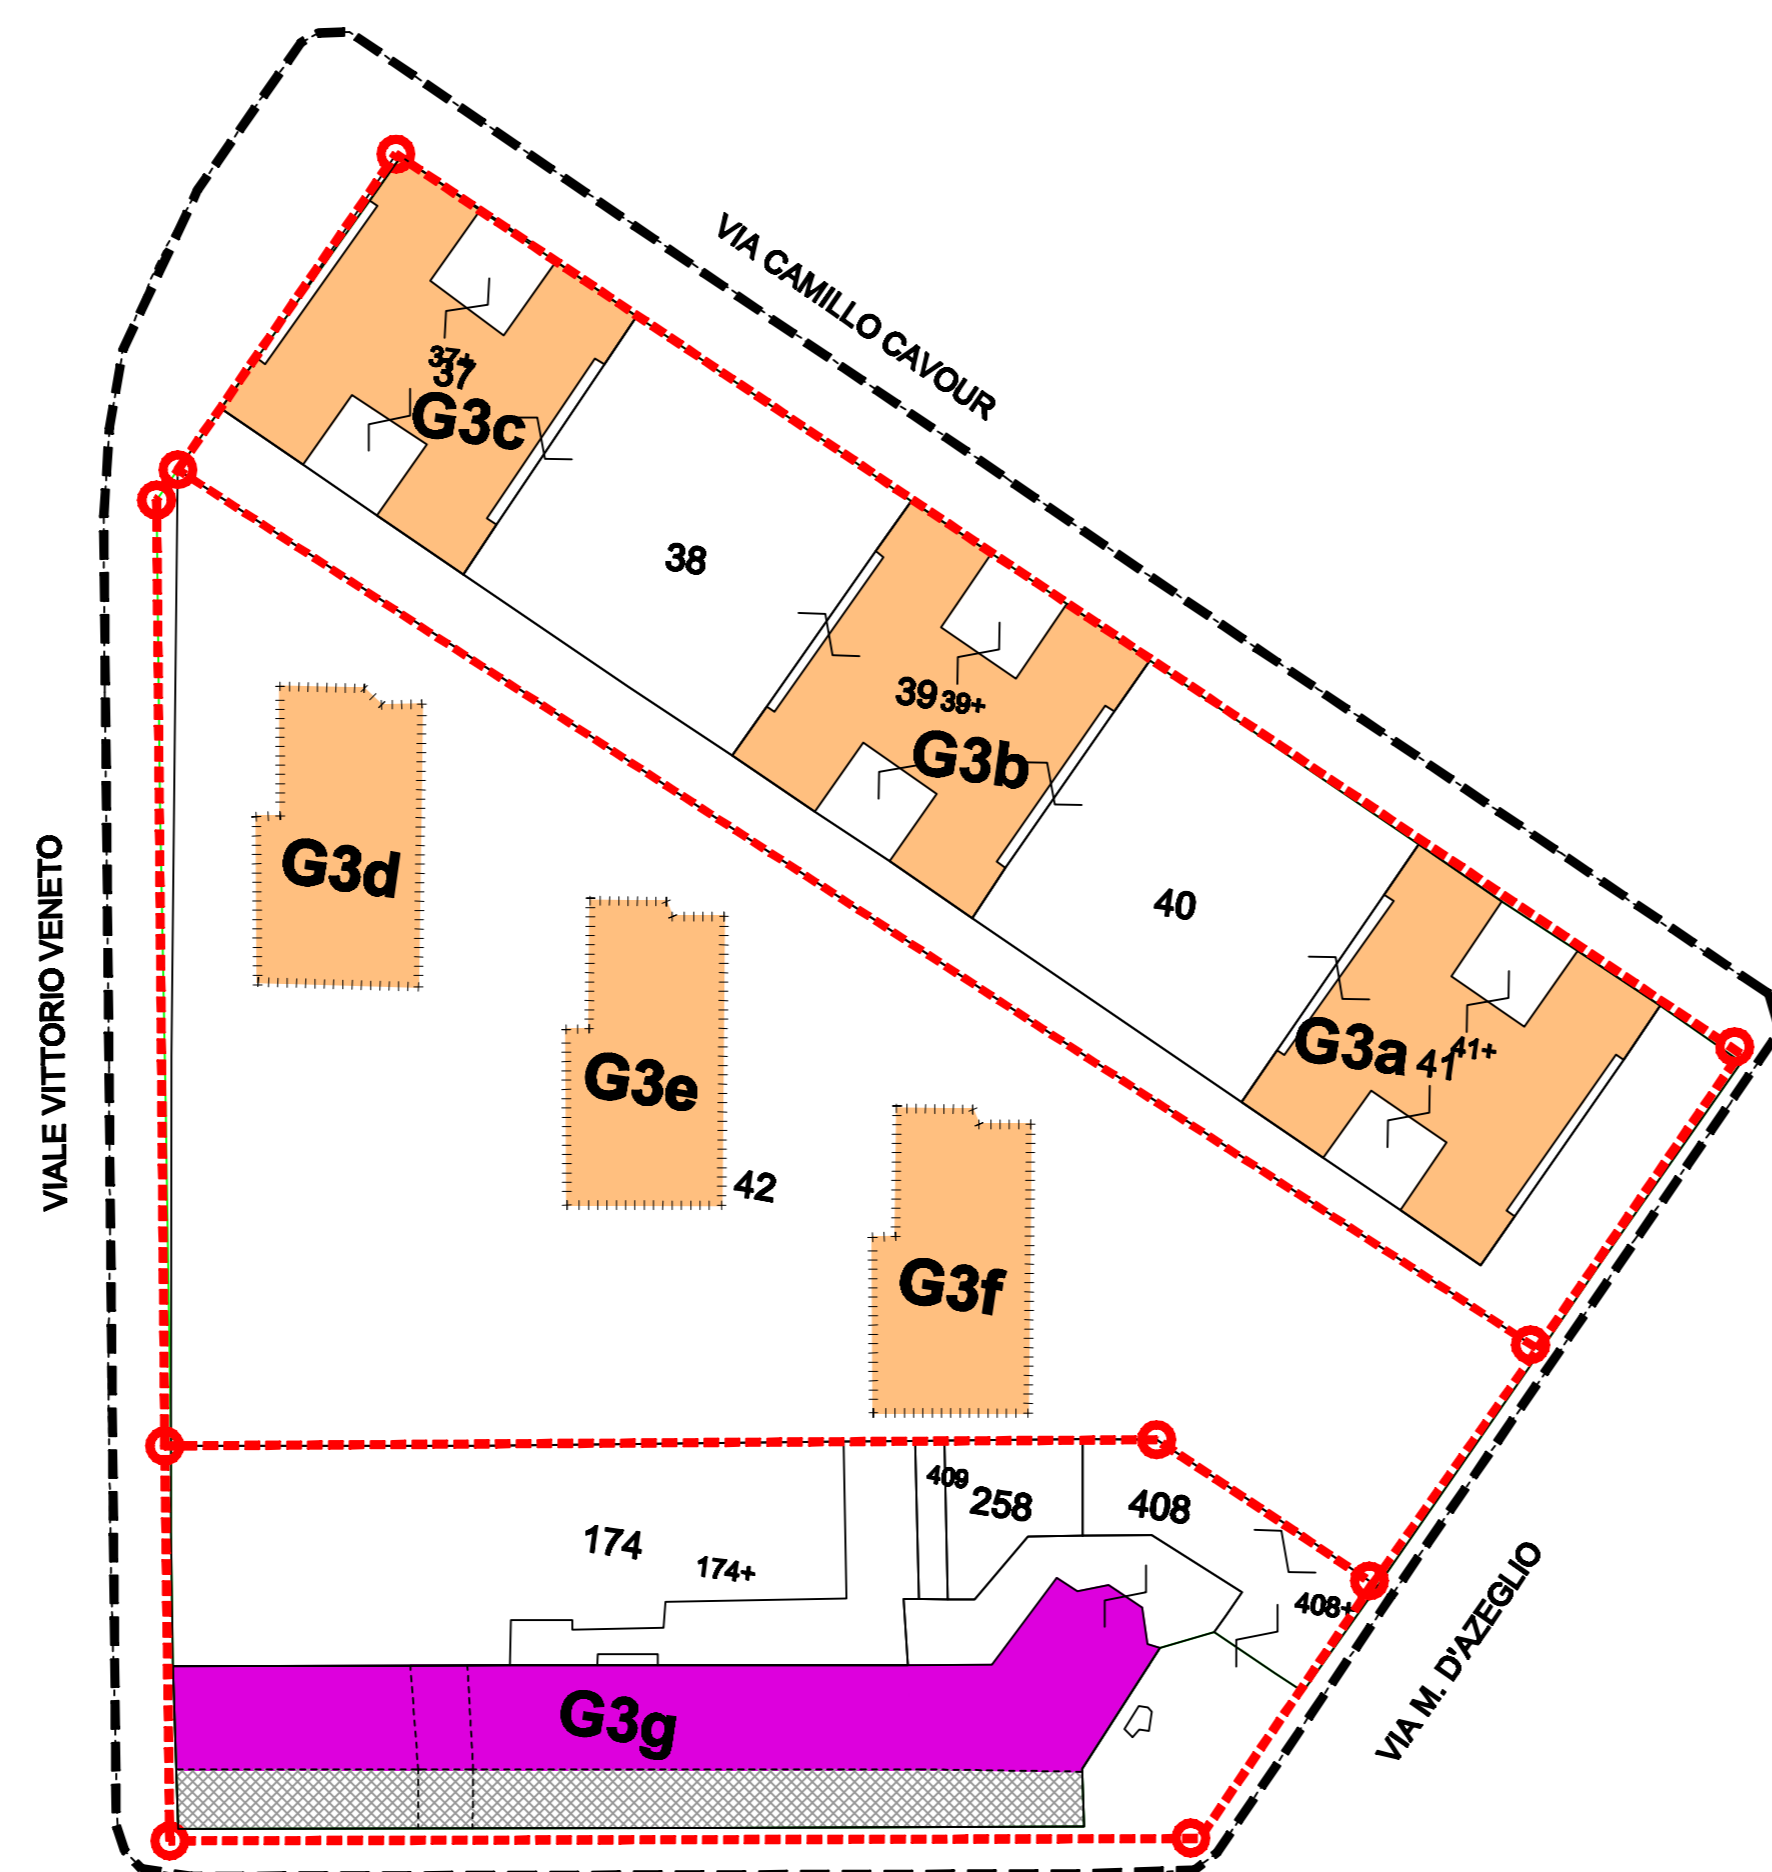 VIA CAMILLO CAVOUR
37+
37
G3c
38
39 39+
G3b
VIALE VITTORIO VENETO
G3d
40
G3a 41 41+
G3e
42
G3f
409
258
408
174
174+
408+
VIA M. D'AZEGLIO
G3g